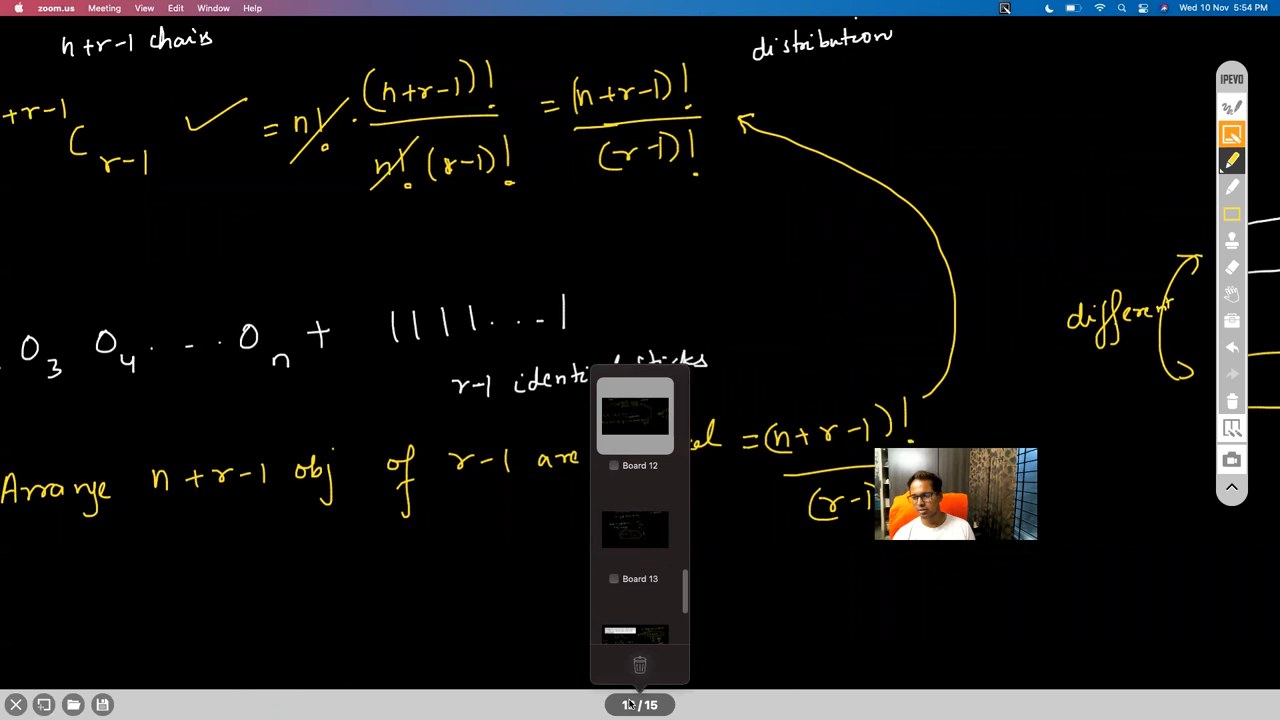 zoom.us Meeting View Edit Window Help Wed 10 Nov 5:54 PM
n+r-1 chairs
distribution
+r-1 C r-1 ✓ = n! · (n+r-1)! / n! (r-1)! = (n+r-1)! / (r-1)!
IPEVO
O3 O4 . - . . On + | | | | . . - |
different
r-1
Arrange n+r-1 obj of r-1 are = (n+r-1)! / (r-1
Board 12
Board 13
/ 15